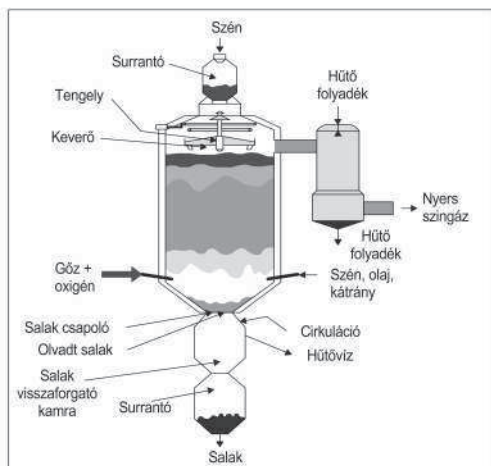 Szén
Surrantó
Tengely
Keverő
Hűtő
folyadék
Nyers
szingáz
Hűtő
folyadék
Gőz +
oxigén
Szén, olaj,
kátrány
Salak csapoló
Olvadt salak
Cirkuláció
Hűtővíz
Salak
visszaforgató
kamra
Surrantó
Salak